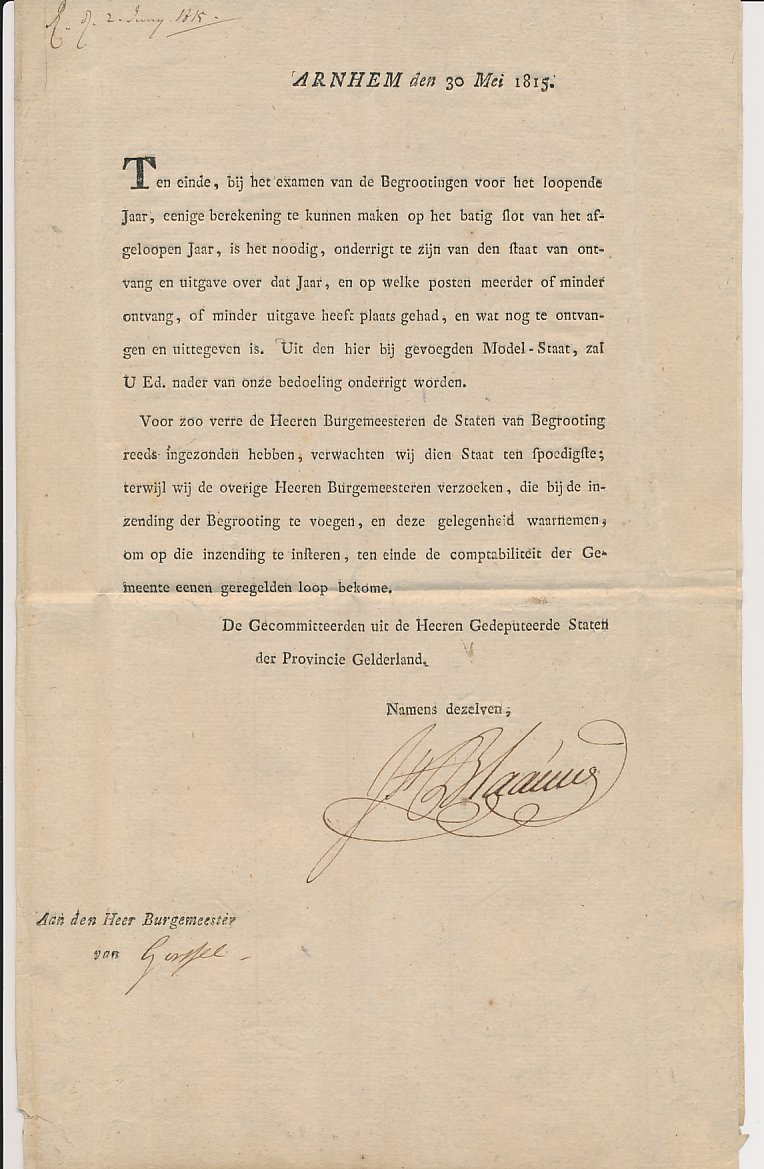 2. Juny 1815.
ARNHEM den 30 Mei 1815.
Ten einde, bij het examen van de Begrootingen voor het loopende
Jaar, eenige berekening te kunnen maken op het batig ſlot van het af-
geloopen Jaar, is het noodig, onderrigt te zijn van den ſtaat van ont-
vang en uitgave over dat Jaar, en op welke posten meerder of minder
ontvang, of minder uitgave heeft plaats gehad, en wat nog te ontvan-
gen en uittegeven is. Uit den hier bij gevoegden Model-Staat, zal
U Ed. nader van onze bedoeling onderrigt worden.
Voor zoo verre de Heeren Burgemeesteren de Staten van Begrooting
reeds ingezonden hebben, verwachten wij dien Staat ten ſpoedigſte;
terwijl wij de overige Heeren Burgemeesteren verzoeken, die bij de in-
zending der Begrooting te voegen, en deze gelegenheid waarnemen,
om op die inzending te inſteren, ten einde de comptabiliteit der Ge-
meente eenen geregelden loop bekome.
De Gecommitteerden uit de Heeren Gedeputeerde Staten
der Provincie Gelderland,
Namens dezelven,
Aan den Heer Burgemeester
van Gorſſel